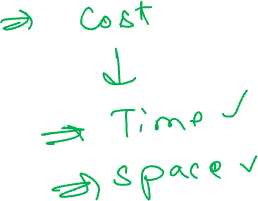 ⇒ Cost
↓
⇒ Time ✓
⇒ Space ✓